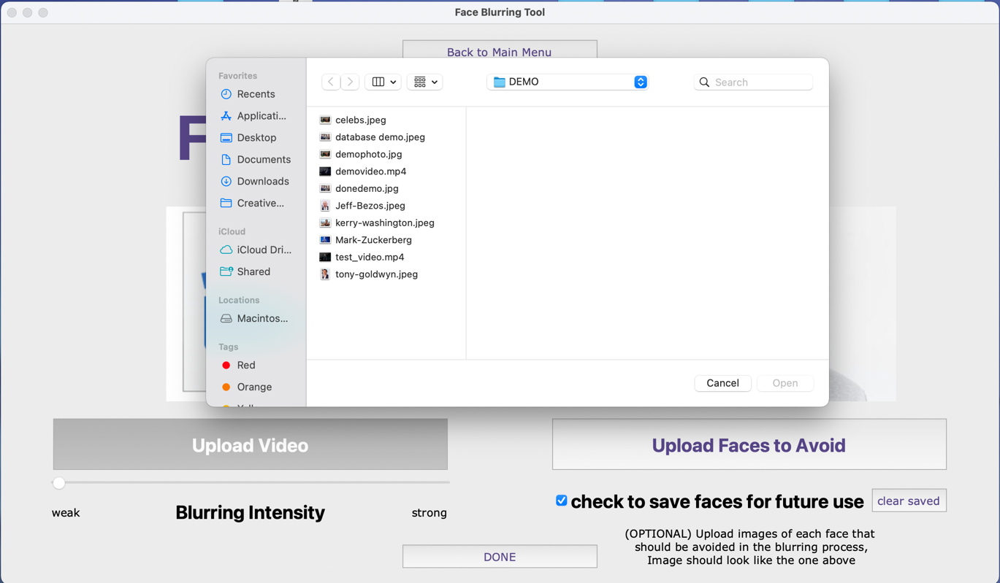 Face Blurring Tool
Back to Main Menu
F
Favorites
Recents
Applicati...
Desktop
Documents
Downloads
Creative...
iCloud
iCloud Dri...
Shared
Locations
Macintos...
Tags
Red
Orange
DEMO
Search
celebs.jpeg
database demo.jpeg
demophoto.jpg
demovideo.mp4
donedemo.jpg
Jeff-Bezos.jpeg
kerry-washington.jpeg
Mark-Zuckerberg
test_video.mp4
tony-goldwyn.jpeg
Cancel
Open
Upload Video
Upload Faces to Avoid
weak
Blurring Intensity
strong
check to save faces for future use
clear saved
(OPTIONAL) Upload images of each face that
should be avoided in the blurring process,
Image should look like the one above
DONE